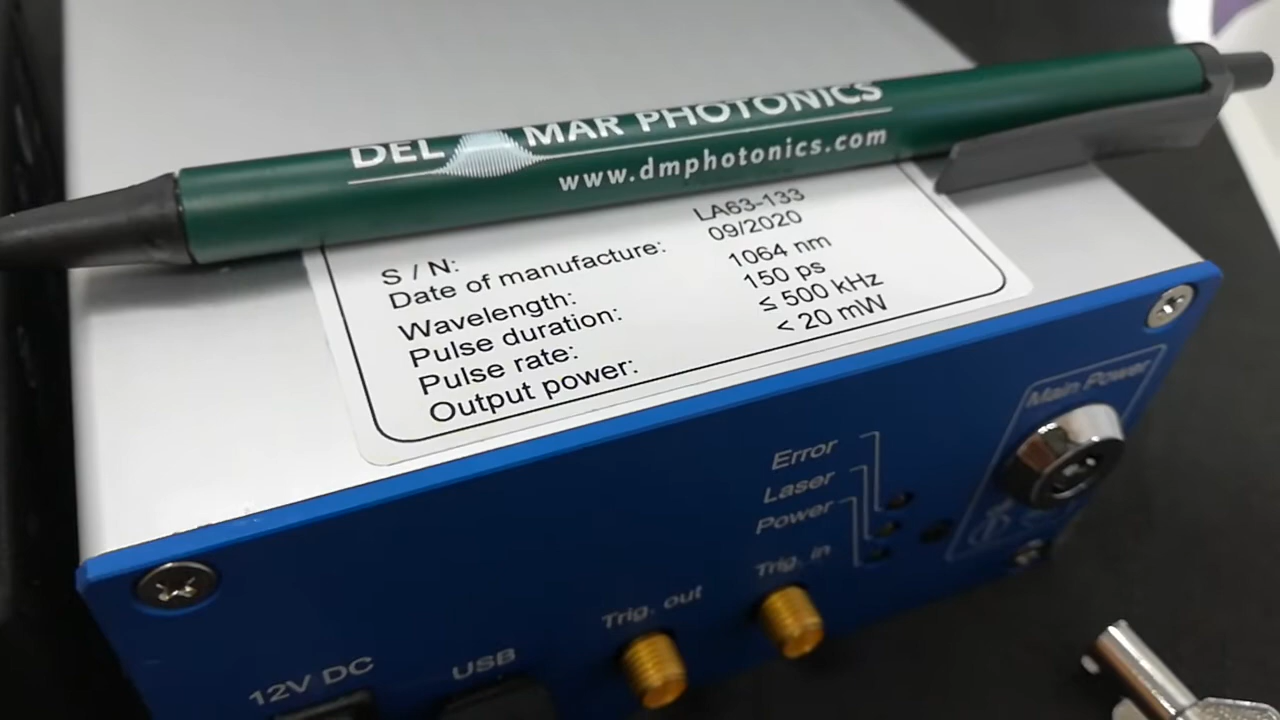 DEL MAR PHOTONICS
www.dmphotonics.com
S / N: LA63-133
Date of manufacture: 09/2020
Wavelength: 1064 nm
Pulse duration: 150 ps
Pulse rate: ≤ 500 kHz
Output power: < 20 mW
Main Power
Error
Laser
Power
Trig. in
Trig. out
USB
12V DC